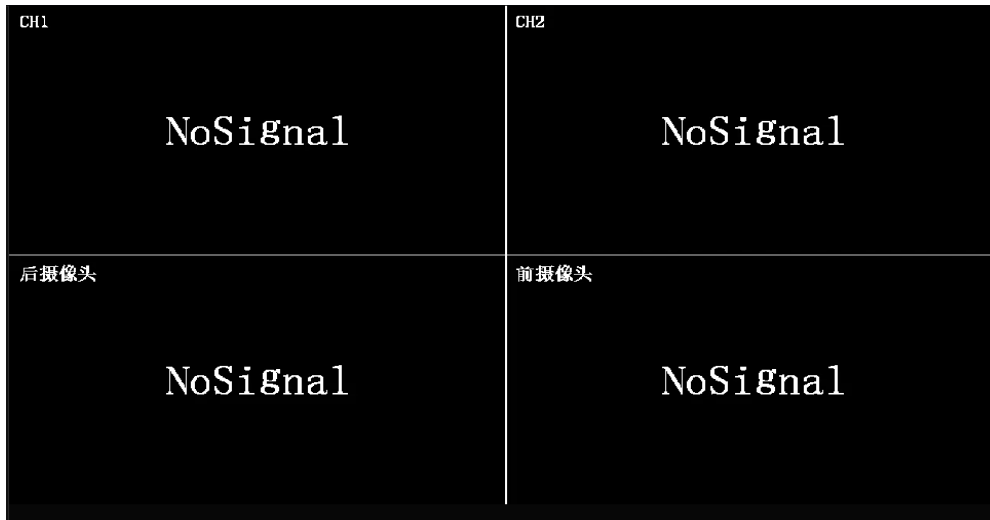 CH1
CH2
NoSignal
NoSignal
后摄像头
前摄像头
NoSignal
NoSignal